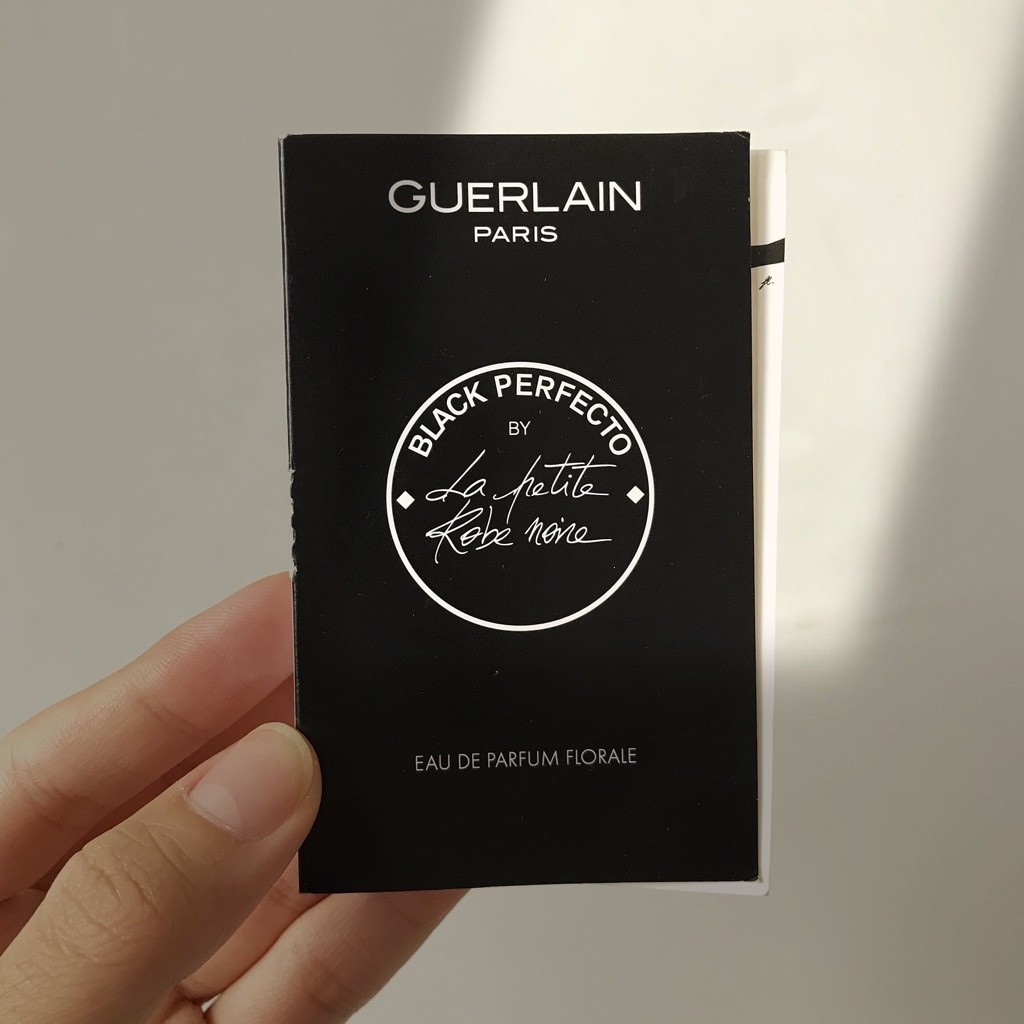 GUERLAIN
PARIS
BLACK PERFECTO
BY
La petite
Robe noire
EAU DE PARFUM FLORALE